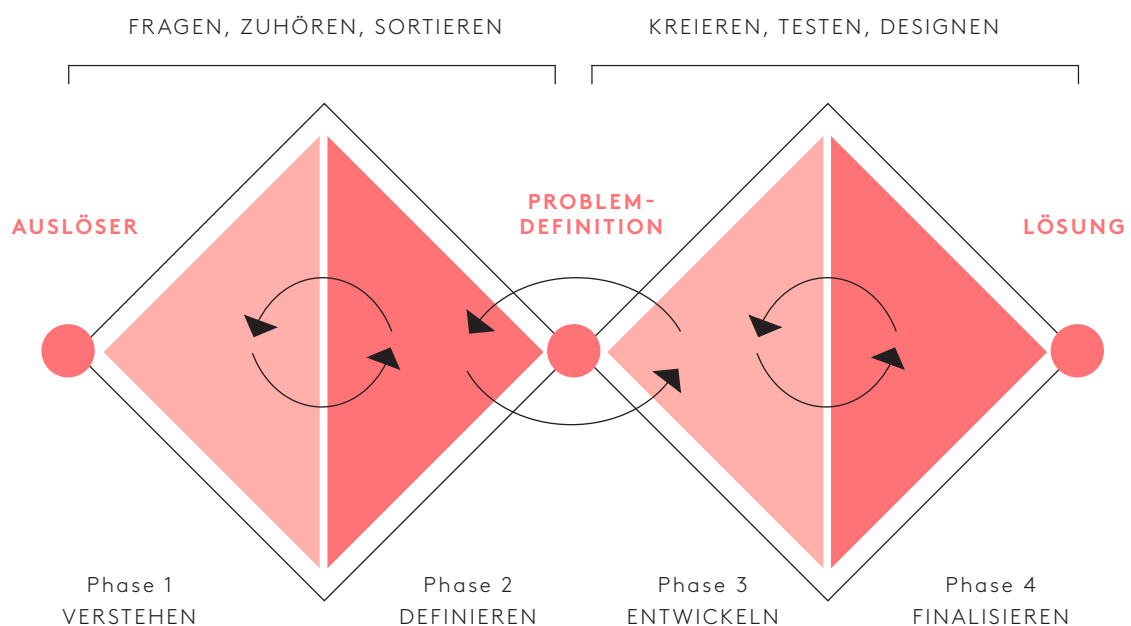 FRAGEN, ZUHÖREN, SORTIEREN
KREIEREN, TESTEN, DESIGNEN
AUSLÖSER
PROBLEM-
DEFINITION
LÖSUNG
Phase 1
VERSTEHEN
Phase 2
DEFINIEREN
Phase 3
ENTWICKELN
Phase 4
FINALISIEREN